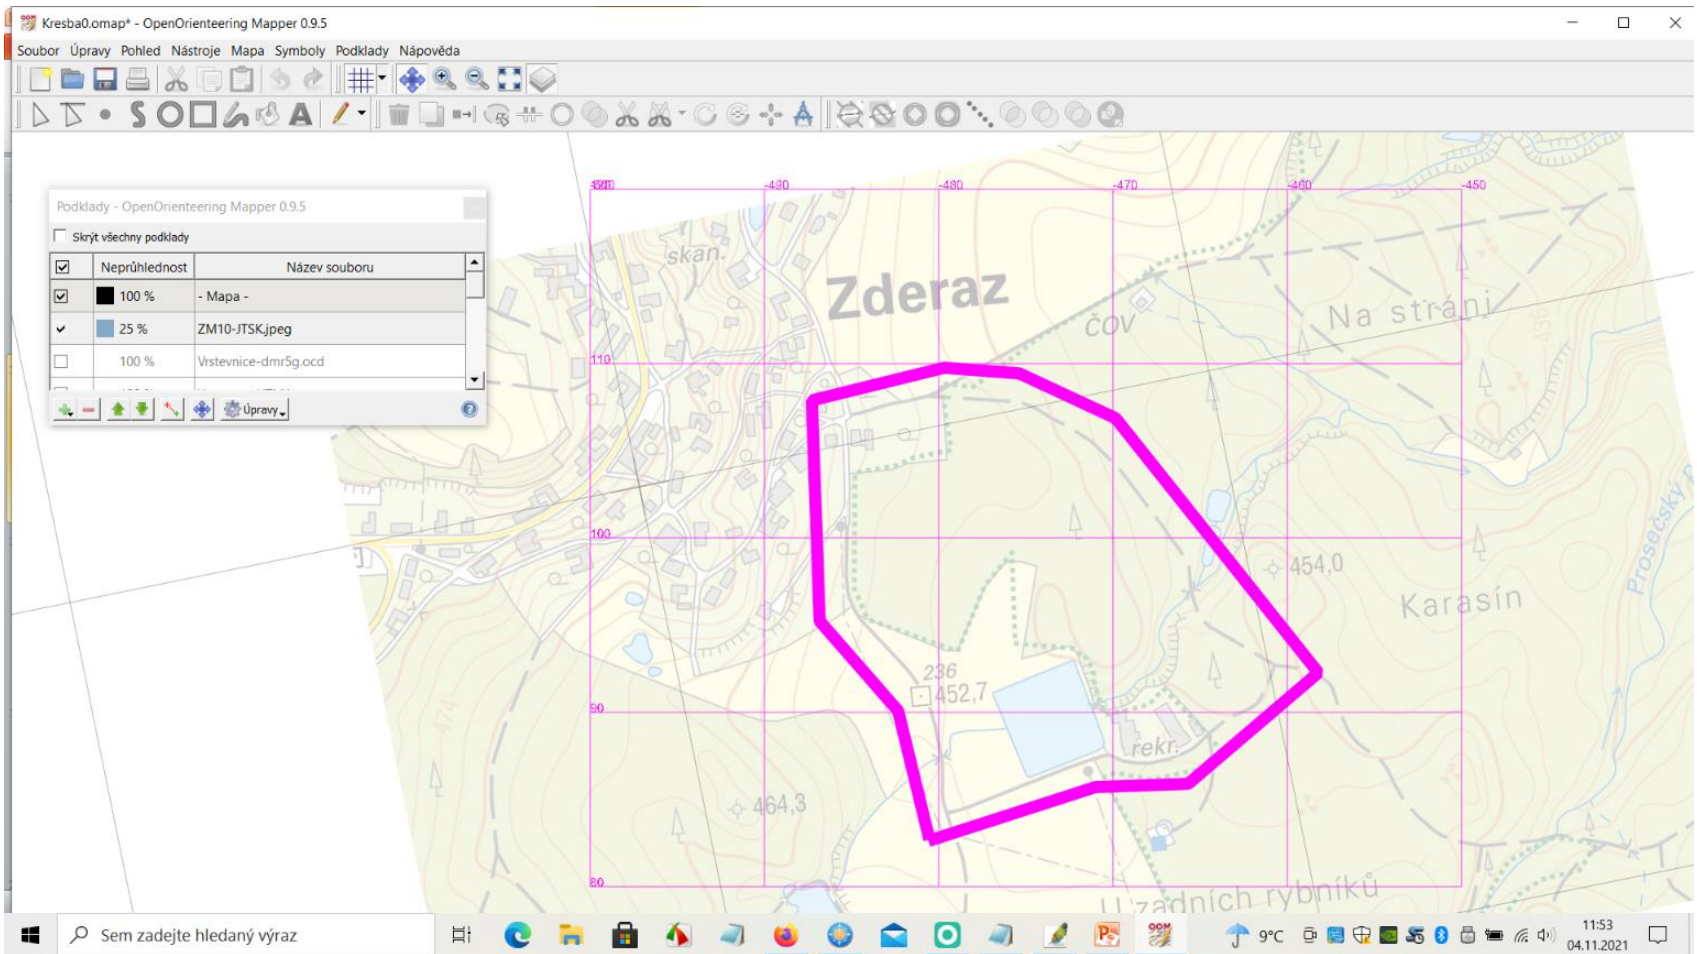 Kresba0.omap* - OpenOrienteering Mapper 0.9.5
Soubor Úpravy Pohled Nástroje Mapa Symboly Podklady Nápověda
Podklady - OpenOrienteering Mapper 0.9.5
Skrýt všechny podklady
Neprůhlednost Název souboru
100 % - Mapa -
25 % ZM10-JTSK.jpeg
100 % Vrstevnice-dmr5g.ocd
Úpravy
-490 -480 -470 -460 -450
skan.
Zderaz
ČOV
Na stráni
110
100
454,0
Karasín
Prosečský
236
452,7
474
90
řekr.
464,3
80
U zadních rybníků
Sem zadejte hledaný výraz
9°C
11:53
04.11.2021